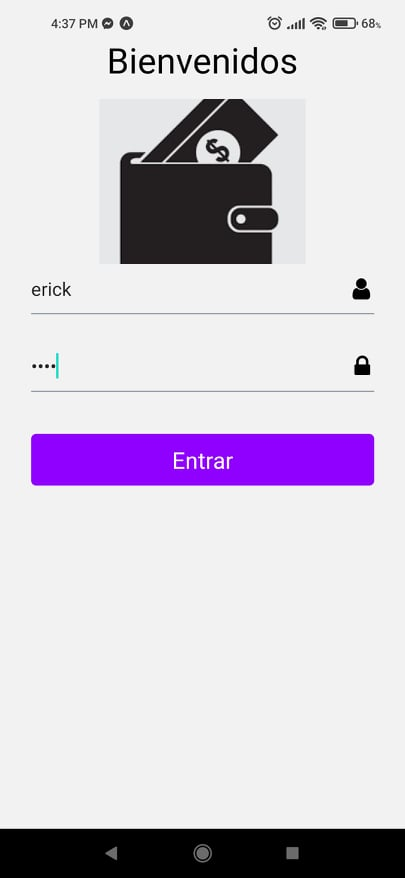 4:37 PM 68%
Bienvenidos
$
erick
••••
Entrar